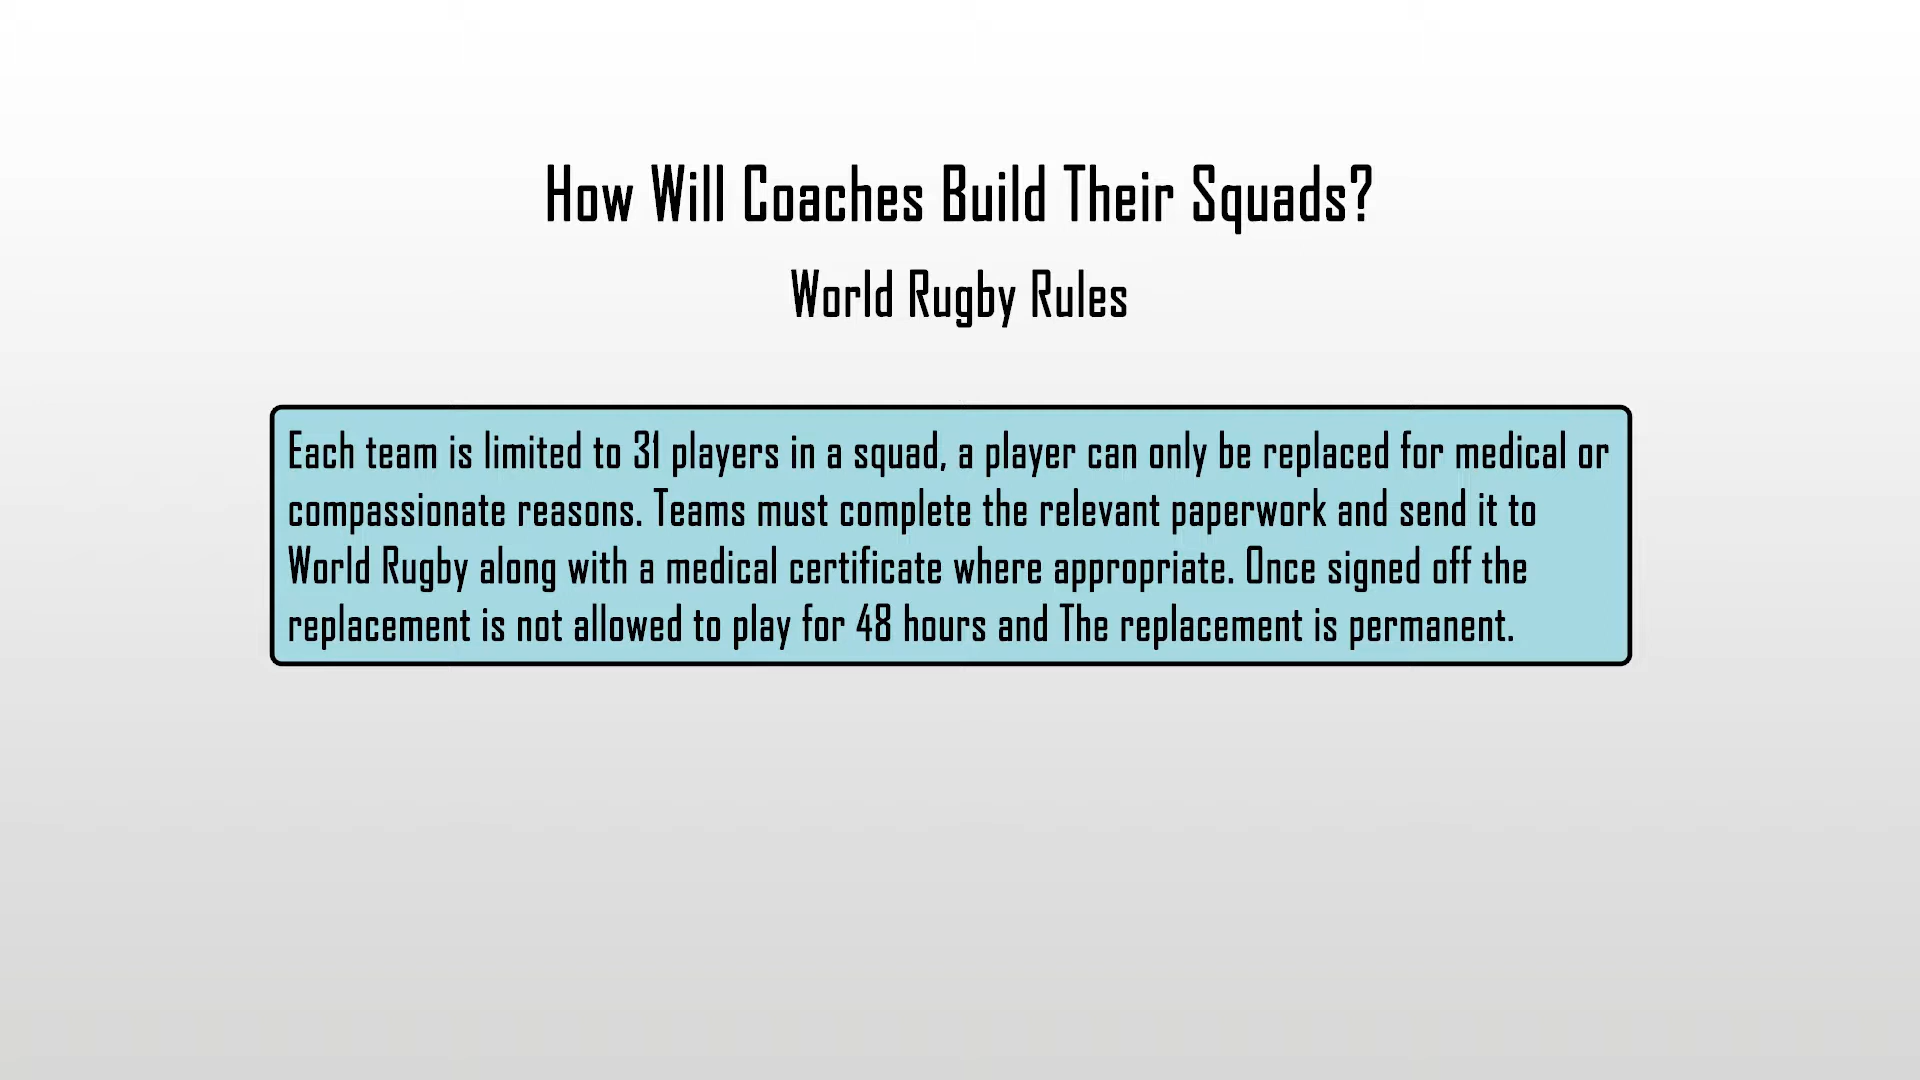 How Will Coaches Build Their Squads?
World Rugby Rules
Each team is limited to 31 players in a squad, a player can only be replaced for medical or
compassionate reasons. Teams must complete the relevant paperwork and send it to
World Rugby along with a medical certificate where appropriate. Once signed off the
replacement is not allowed to play for 48 hours and The replacement is permanent.